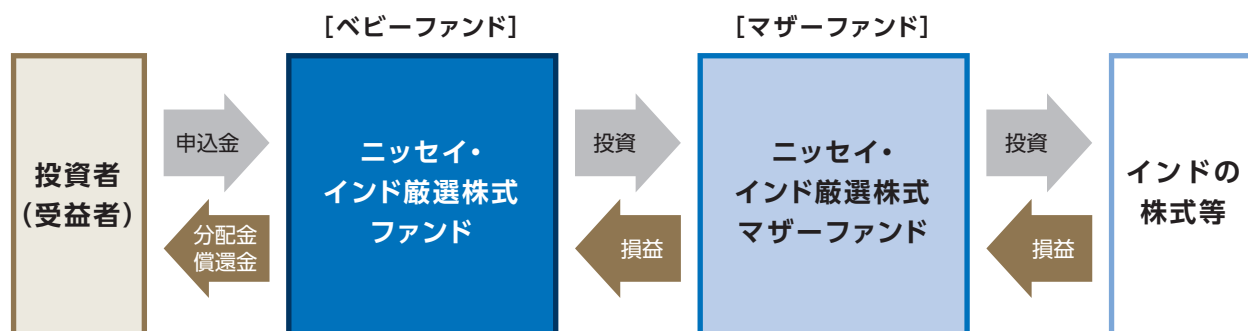 ［ベビーファンド］
［マザーファンド］
投資者
（受益者）
申込金
分配金
償還金
ニッセイ・
インド厳選株式
ファンド
投資
損益
ニッセイ・
インド厳選株式
マザーファンド
投資
損益
インドの
株式等